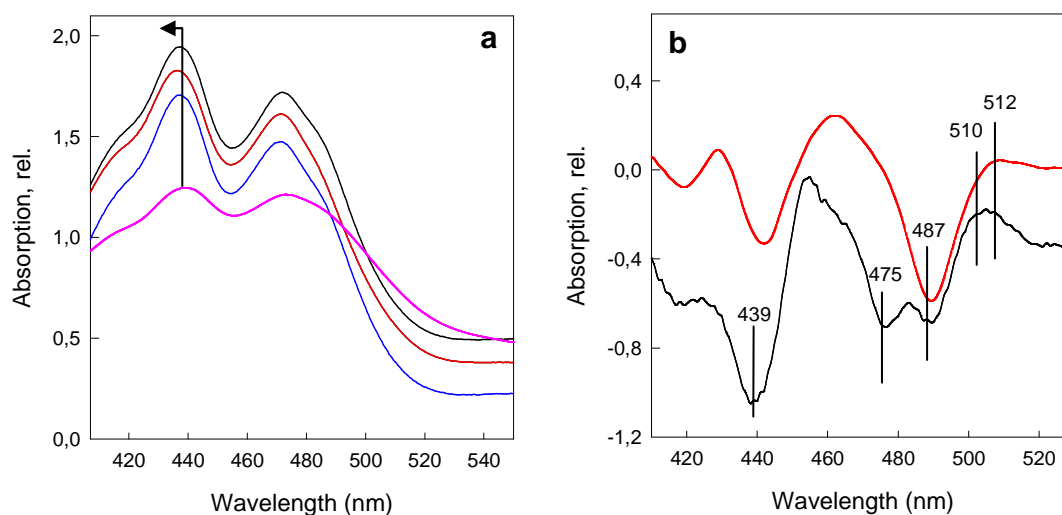 a
2,0
1,5
1,0
0,5
0,0
420 440 460 480 500 520 540
Wavelength (nm)
Absorption, rel.
b
0,4
0,0
-0,4
-0,8
-1,2
512
510
487
475
439
420 440 460 480 500 520
Wavelength (nm)
Absorption, rel.